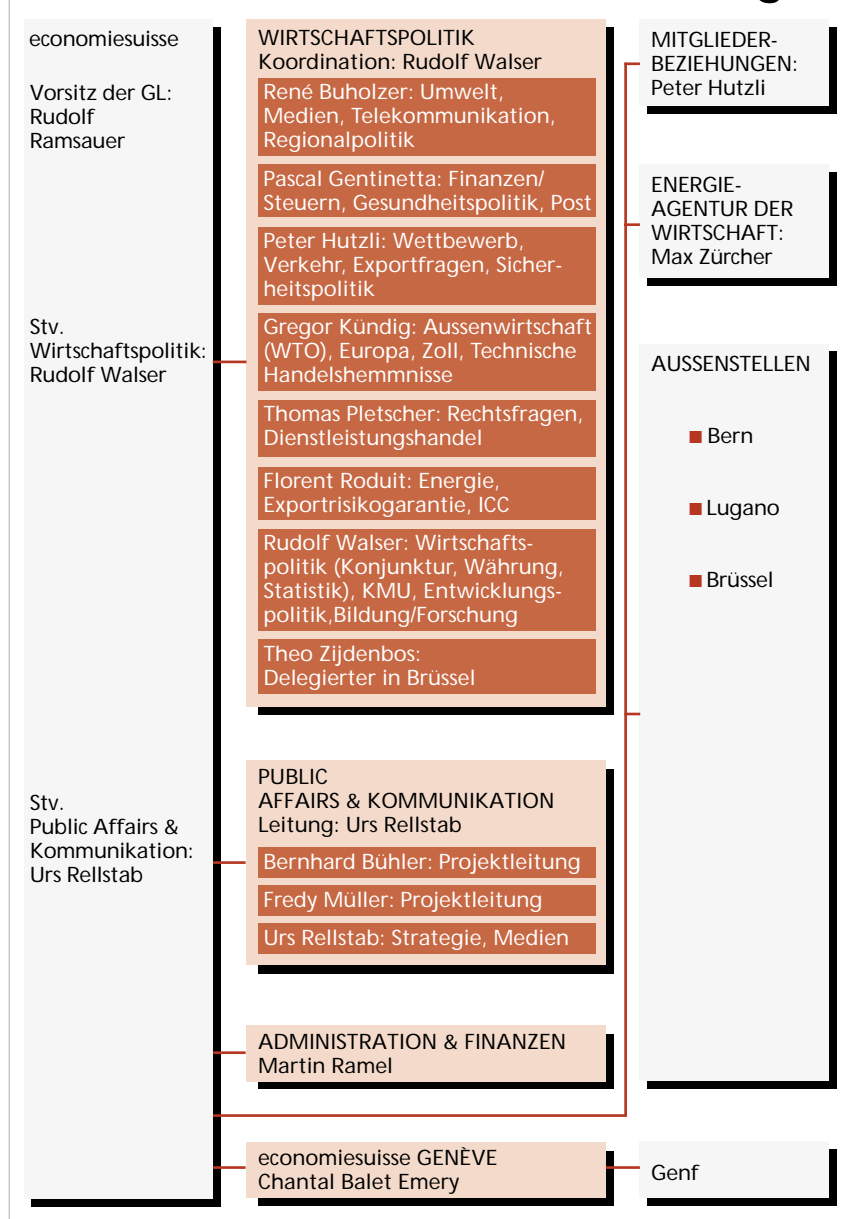 economiesuisse
Vorsitz der GL:
Rudolf
Ramsauer
Stv.
Wirtschaftspolitik:
Rudolf Walser
Stv.
Public Affairs &
Kommunikation:
Urs Rellstab
WIRTSCHAFTSPOLITIK
Koordination: Rudolf Walser
René Buholzer: Umwelt,
Medien, Telekommunikation,
Regionalpolitik
Pascal Gentinetta: Finanzen/
Steuern, Gesundheitspolitik, Post
Peter Hutzli: Wettbewerb,
Verkehr, Exportfragen, Sicher-
heitspolitik
Gregor Kündig: Aussenwirtschaft
(WTO), Europa, Zoll, Technische
Handelshemmnisse
Thomas Pletscher: Rechtsfragen,
Dienstleistungshandel
Florent Roduit: Energie,
Exportrisikogarantie, ICC
Rudolf Walser: Wirtschafts-
politik (Konjunktur, Währung,
Statistik), KMU, Entwicklungs-
politik,Bildung/Forschung
Theo Zijdenbos:
Delegierter in Brüssel
PUBLIC
AFFAIRS & KOMMUNIKATION
Leitung: Urs Rellstab
Bernhard Bühler: Projektleitung
Fredy Müller: Projektleitung
Urs Rellstab: Strategie, Medien
ADMINISTRATION & FINANZEN
Martin Ramel
economiesuisse GENÈVE
Chantal Balet Emery
MITGLIEDER-
BEZIEHUNGEN:
Peter Hutzli
ENERGIE-
AGENTUR DER
WIRTSCHAFT:
Max Zürcher
AUSSENSTELLEN
Bern
Lugano
Brüssel
Genf